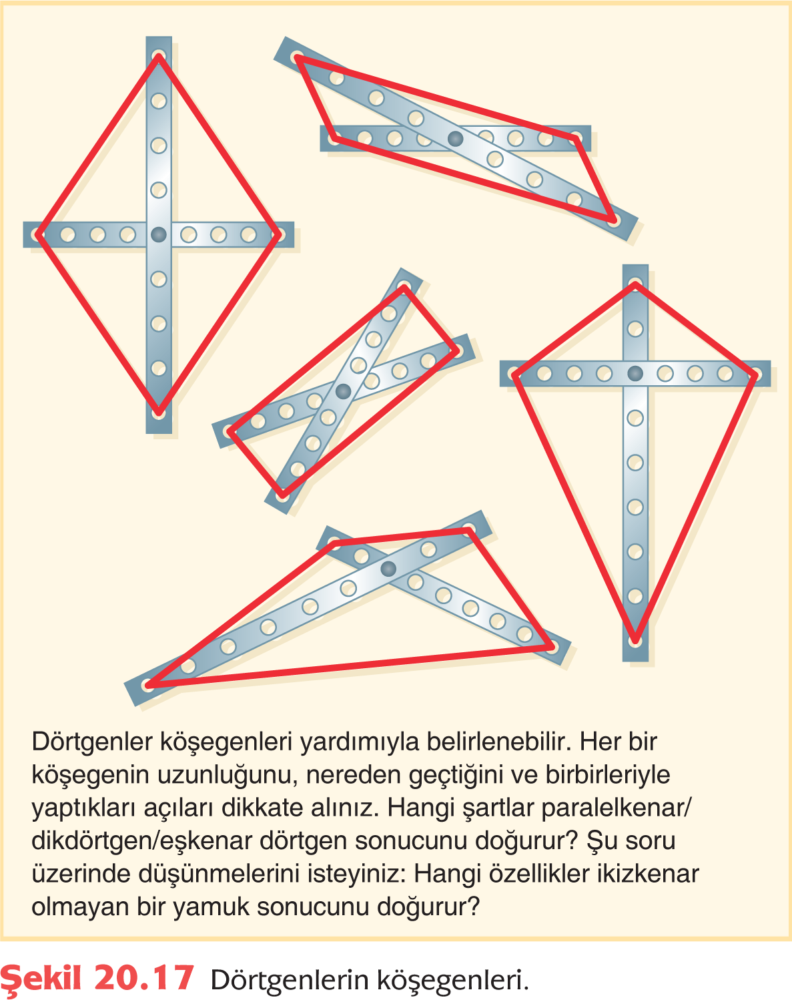 Dörtgenler köşegenleri yardımıyla belirlenebilir. Her bir
köşegenin uzunluğunu, nereden geçtiğini ve birbirleriyle
yaptıkları açıları dikkate alınız. Hangi şartlar paralelkenar/
dikdörtgen/eşkenar dörtgen sonucunu doğurur? Şu soru
üzerinde düşünmelerini isteyiniz: Hangi özellikler ikizkenar
olmayan bir yamuk sonucunu doğurur?
Şekil 20.17 Dörtgenlerin köşegenleri.